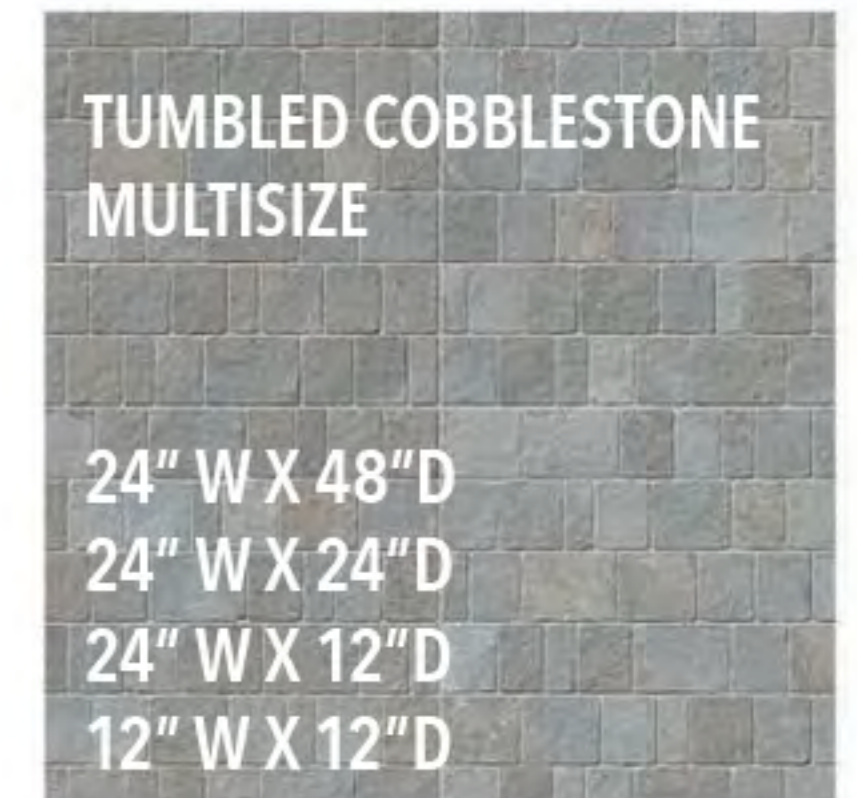 TUMBLED COBBLESTONE
MULTISIZE
24” W X 48”D
24” W X 24”D
24” W X 12”D
12” W X 12”D